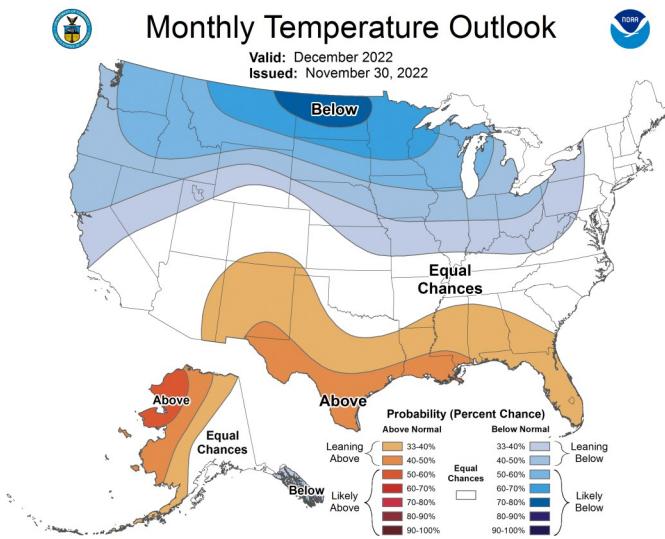 Monthly Temperature Outlook
NOAA
Valid: December 2022
Issued: November 30, 2022
Below
Equal
Chances
Above
Above
Equal
Chances
Below
Probability (Percent Chance)
Above Normal
Below Normal
Leaning
Above
33-40%
40-50%
Likely
Above
50-60%
60-70%
70-80%
80-90%
90-100%
Equal
Chances
33-40%
40-50%
Leaning
Below
50-60%
60-70%
70-80%
80-90%
90-100%
Likely
Below